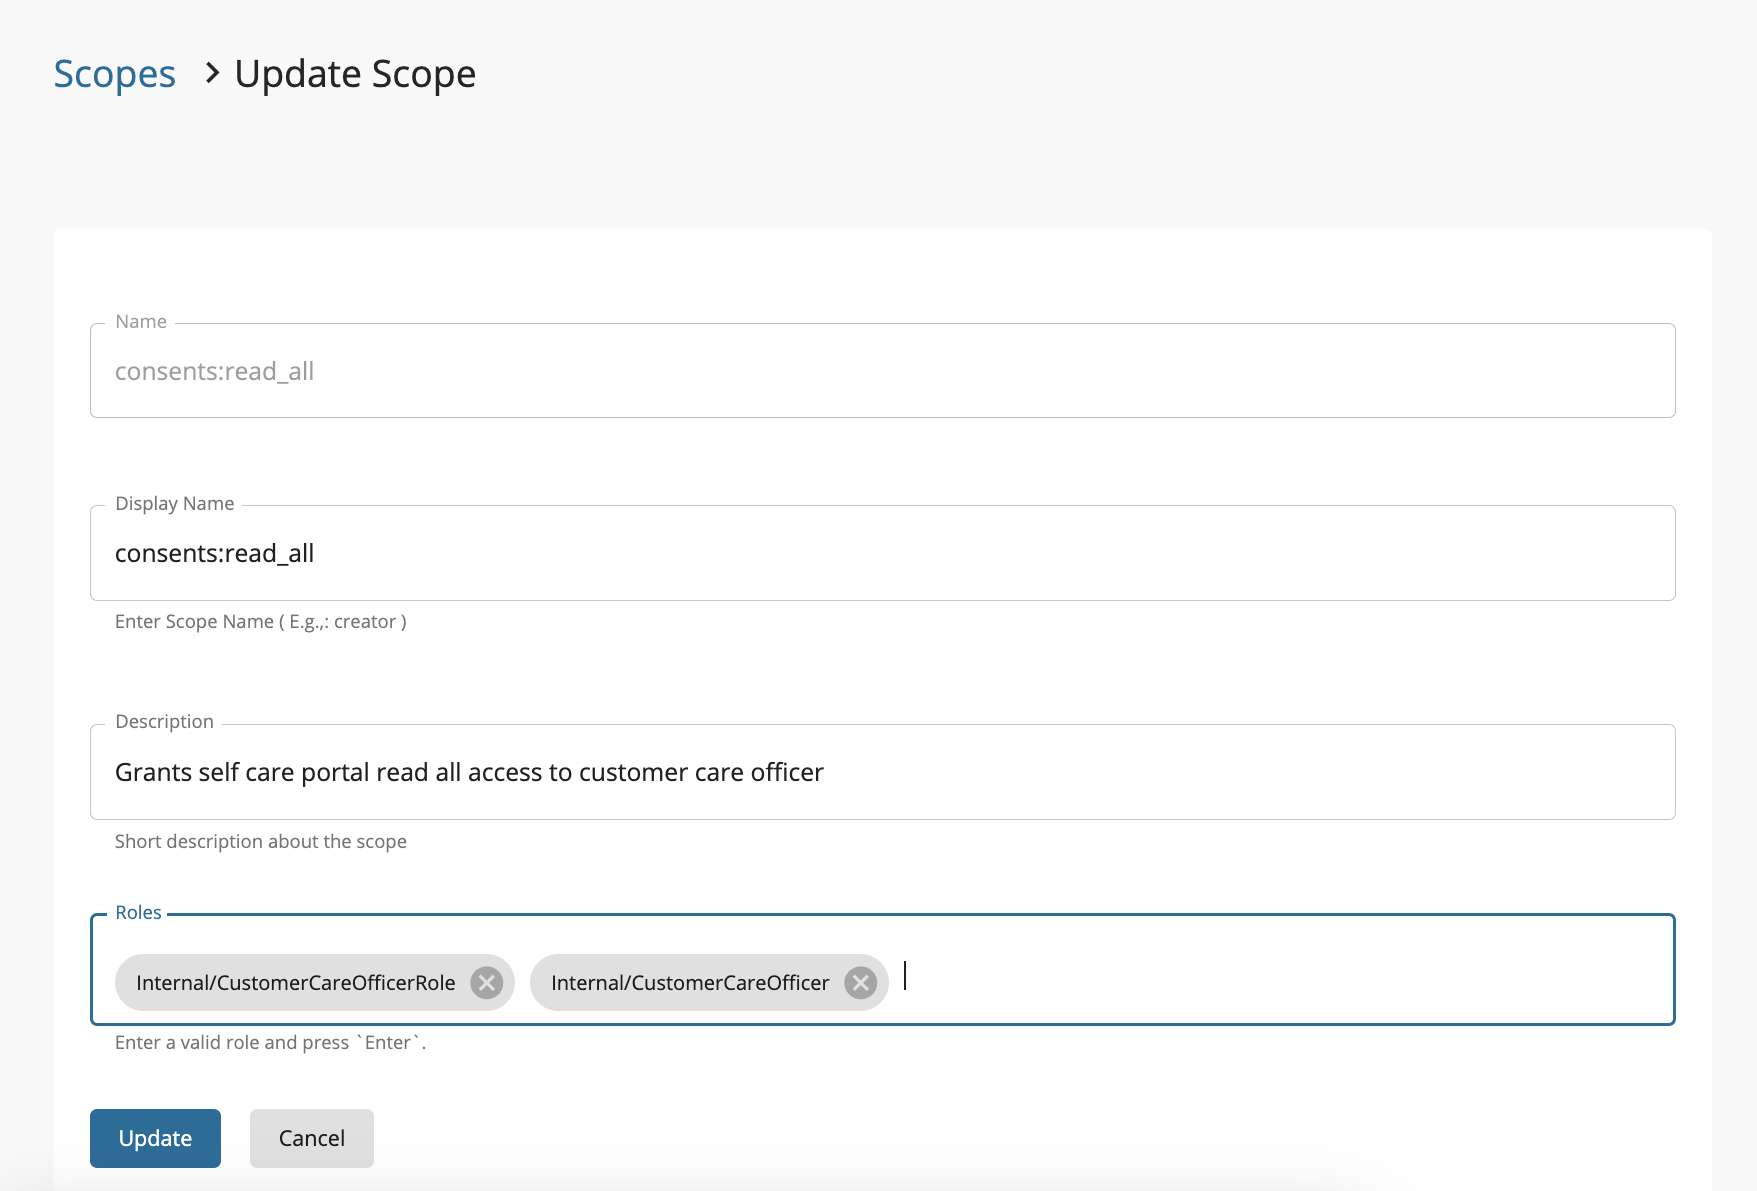 Scopes > Update Scope
Name
consents:read_all
Display Name
consents:read_all
Enter Scope Name ( E.g.,: creator )
Description
Grants self care portal read all access to customer care officer
Short description about the scope
Roles
Internal/CustomerCareOfficerRole Internal/CustomerCareOfficer
Enter a valid role and press `Enter`.
Update Cancel